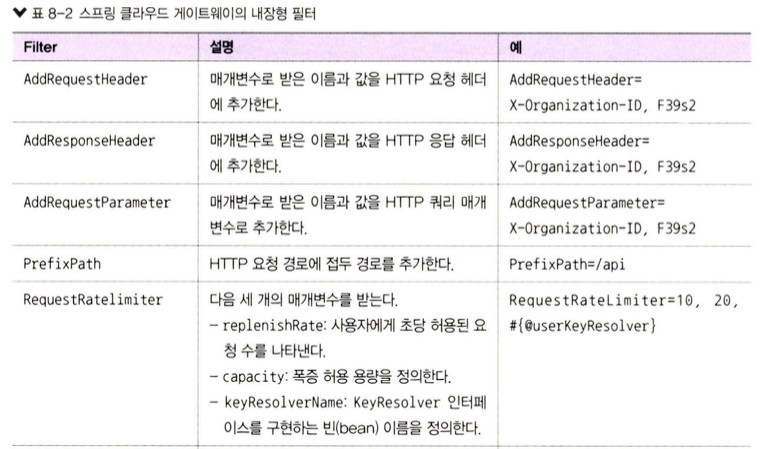 ▼ 표 8-2 스프링 클라우드 게이트웨이의 내장형 필터
Filter 설명 예
AddRequestHeader 매개변수로 받은 이름과 값을 HTTP 요청 헤더 AddRequestHeader=
에 추가한다. X-Organization-ID, F39s2
AddResponseHeader 매개변수로 받은 이름과 값을 HTTP 응답 헤더 AddResponseHeader=
에 추가한다. X-Organization-ID, F39s2
AddRequestParameter 매개변수로 받은 이름과 값을 HTTP 쿼리 매개 AddRequestParameter=
변수로 추가한다. X-Organization-ID, F39s2
PrefixPath HTTP 요청 경로에 접두 경로를 추가한다. PrefixPath=/api
RequestRatelimiter 다음 세 개의 매개변수를 받는다. RequestRateLimiter=10, 20,
– replenishRate: 사용자에게 초당 허용된 요 #{@userKeyResolver}
청 수를 나타낸다.
– capacity: 폭증 허용 용량을 정의한다.
– keyResolverName: KeyResolver 인터페
이스를 구현하는 빈(bean) 이름을 정의한다.